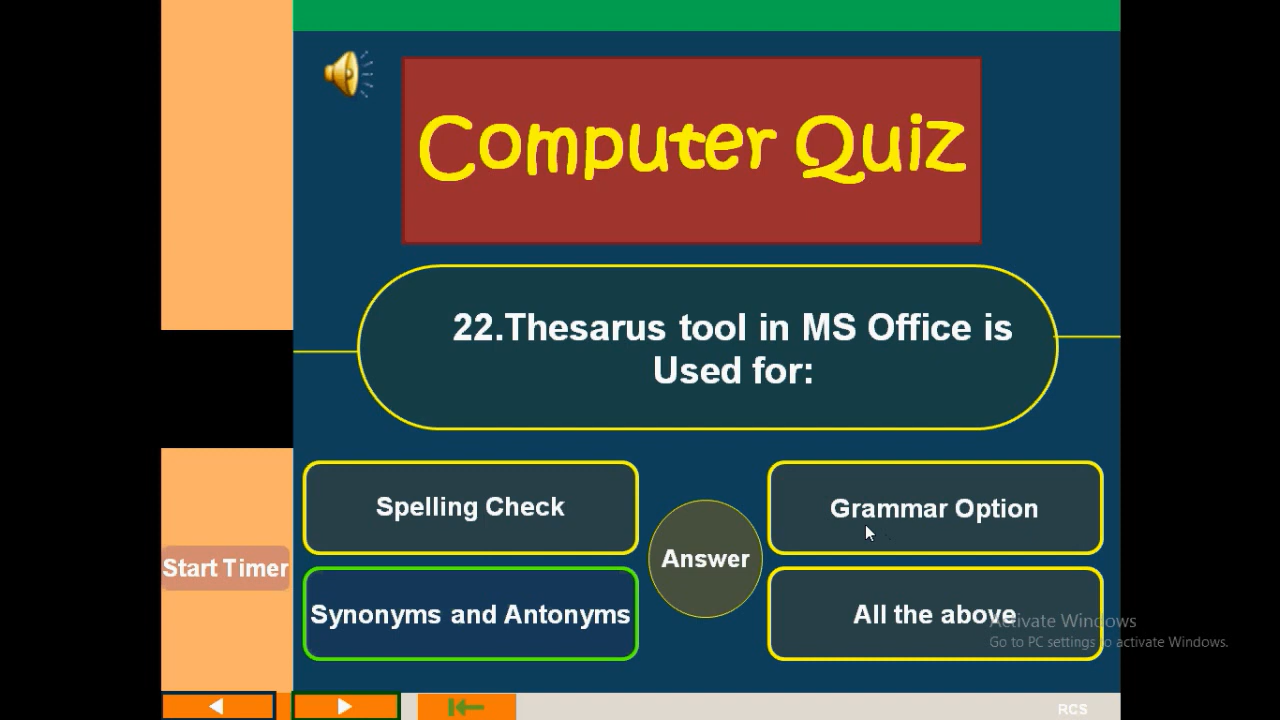 Computer Quiz
22.Thesarus tool in MS Office is
Used for:
Spelling Check
Grammar Option
Answer
Synonyms and Antonyms
All the above
Start Timer
Activate Windows
Go to PC settings to activate Windows.
RCS